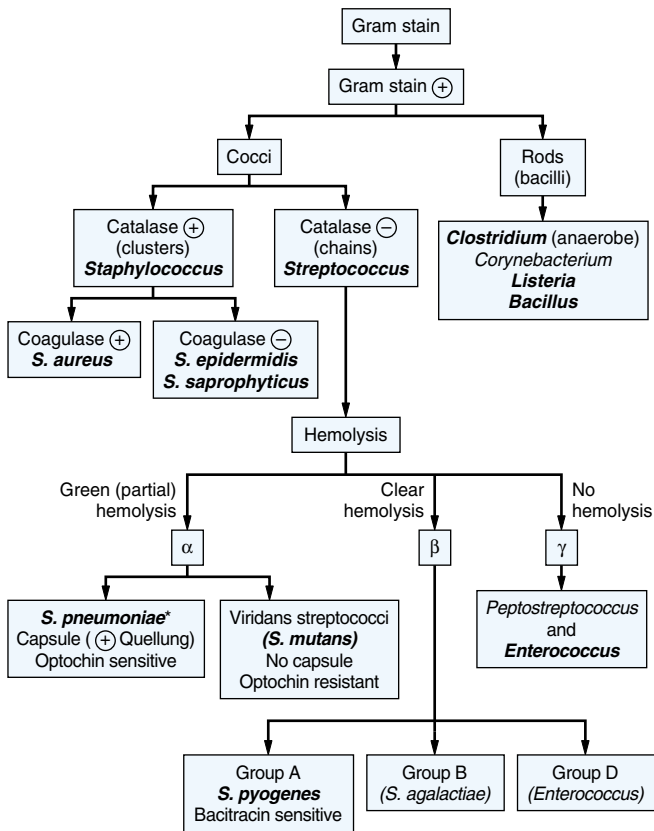 Gram stain
Gram stain ⊕
Cocci
Rods
(bacilli)
Catalase ⊕
(clusters)
Staphylococcus
Catalase ⊖
(chains)
Streptococcus
Clostridium (anaerobe)
Corynebacterium
Listeria
Bacillus
Coagulase ⊕
S. aureus
Coagulase ⊖
S. epidermidis
S. saprophyticus
Hemolysis
Green (partial)
hemolysis
Clear
hemolysis
No
hemolysis
α
β
γ
S. pneumoniae*
Capsule ( ⊕ Quellung)
Optochin sensitive
Viridans streptococci
(S. mutans)
No capsule
Optochin resistant
Peptostreptococcus
and
Enterococcus
Group A
S. pyogenes
Bacitracin sensitive
Group B
(S. agalactiae)
Group D
(Enterococcus)